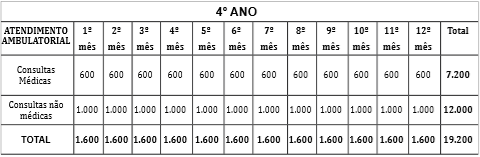 4º ANO
ATENDIMENTO AMBULATORIAL 1º mês 2º mês 3º mês 4º mês 5º mês 6º mês 7º mês 8º mês 9º mês 10º mês 11º mês 12º mês Total
Consultas Médicas 600 600 600 600 600 600 600 600 600 600 600 600 7.200
Consultas não médicas 1.000 1.000 1.000 1.000 1.000 1.000 1.000 1.000 1.000 1.000 1.000 1.000 12.000
TOTAL 1.600 1.600 1.600 1.600 1.600 1.600 1.600 1.600 1.600 1.600 1.600 1.600 19.200